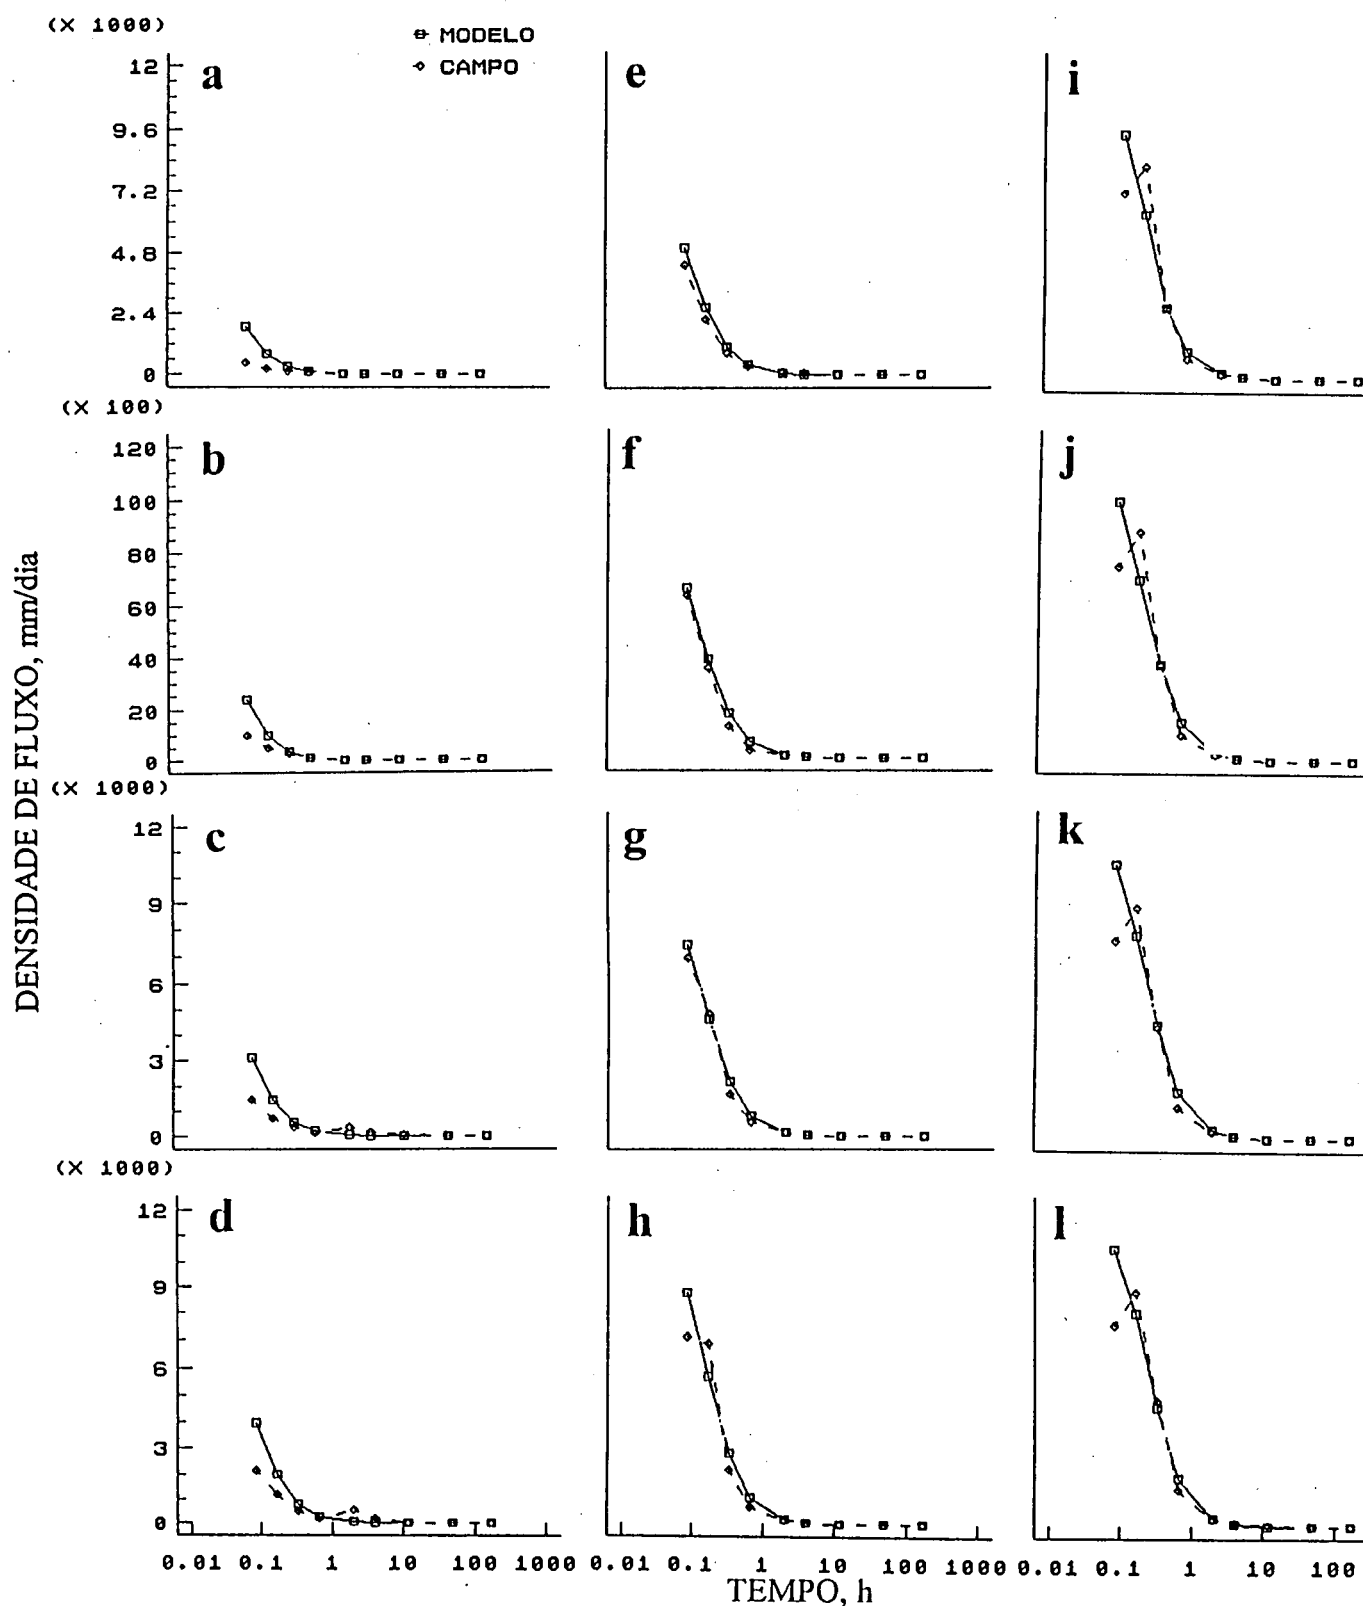 (X 1000)
MODELO
CAMPO
a
e
i
12
9.6
7.2
4.8
2.4
0
(X 100)
b
f
j
120
100
80
60
40
20
0
(X 1000)
c
g
k
12
9
6
3
0
(X 1000)
d
h
l
12
9
6
3
0
0.01 0.1 1 10 100 1000
0.01 0.1 1 10 100 1000
0.01 0.1 1 10 100
DENSIDADE DE FLUXO, mm/dia
TEMPO, h